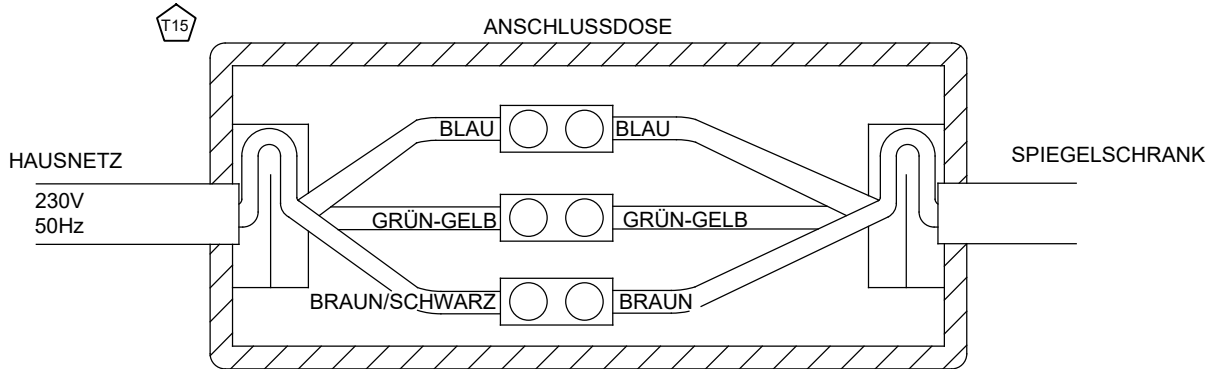 T15
ANSCHLUSSDOSE
BLAU BLAU
HAUSNETZ
SPIEGELSCHRANK
230V
50Hz
GRÜN-GELB GRÜN-GELB
BRAUN/SCHWARZ BRAUN